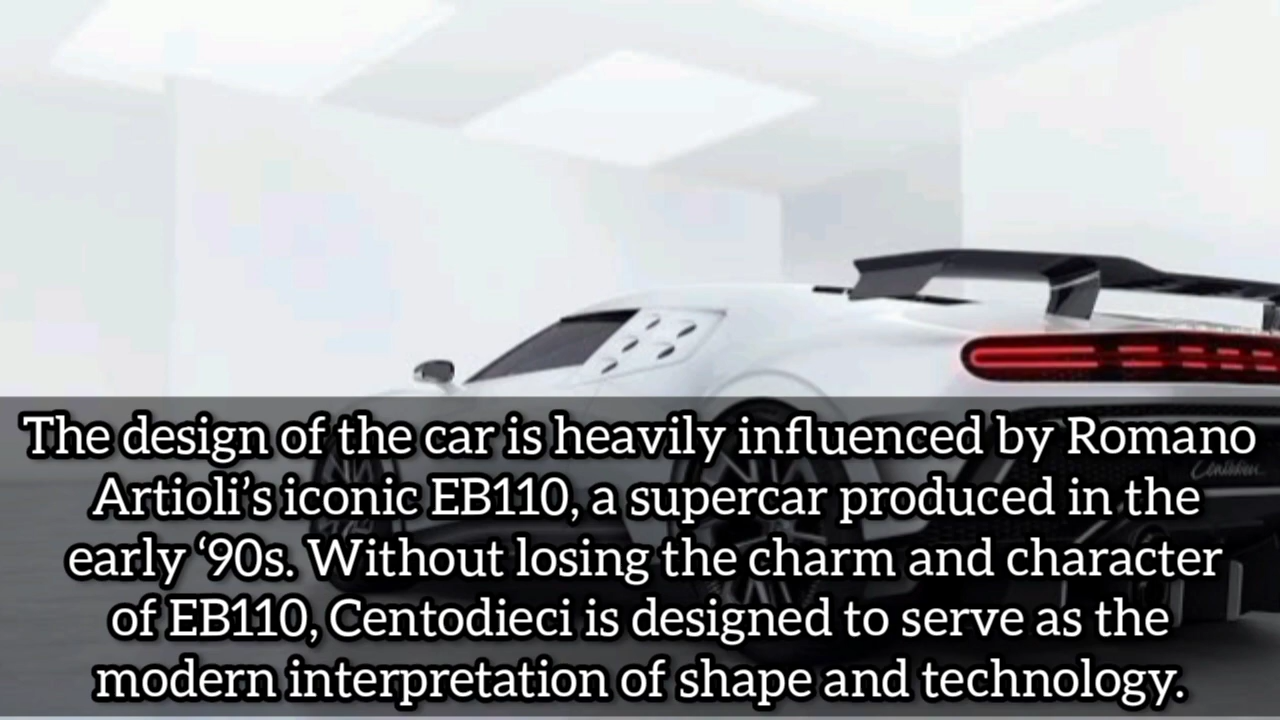 The design of the car is heavily influenced by Romano
Artioli’s iconic EB110, a supercar produced in the
early ‘90s. Without losing the charm and character
of EB110, Centodieci is designed to serve as the
modern interpretation of shape and technology.
Centodieci